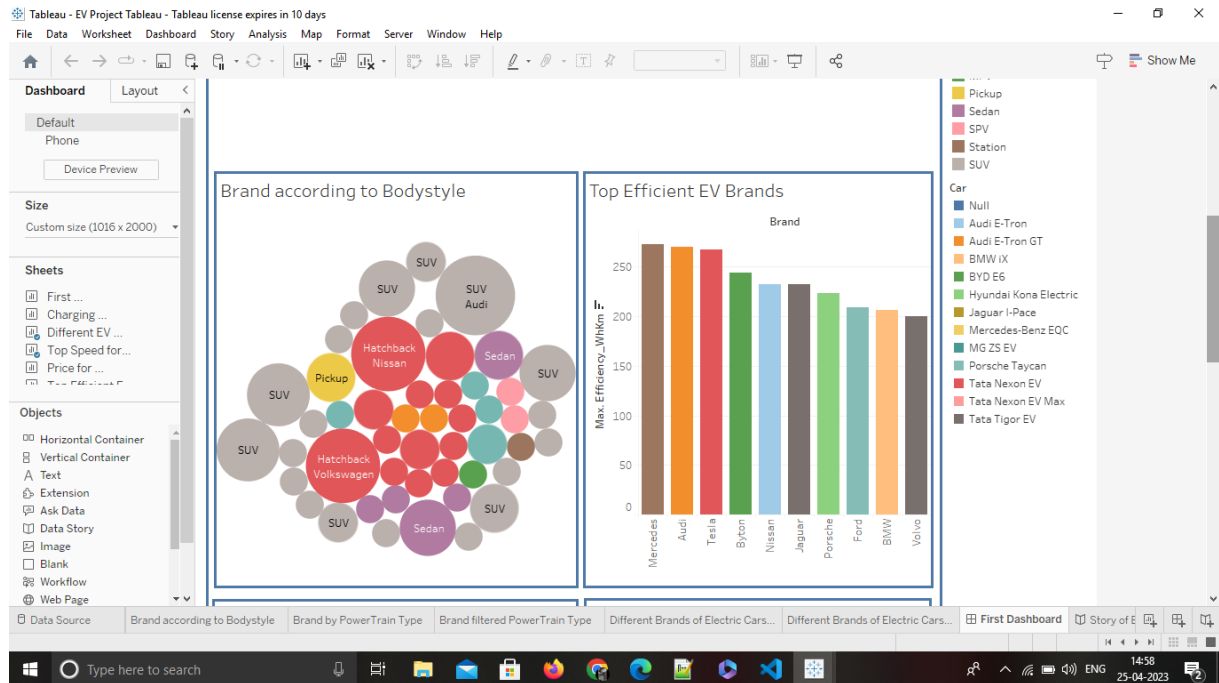 Tableau - EV Project Tableau - Tableau license expires in 10 days
File Data Worksheet Dashboard Story Analysis Map Format Server Window Help
Show Me
Dashboard Layout
Default
Phone
Device Preview
Size
Custom size (1016 x 2000)
Sheets
First ...
Charging ...
Different EV ...
Top Speed for...
Price for ...
Objects
Horizontal Container
Vertical Container
Text
Extension
Ask Data
Data Story
Image
Blank
Workflow
Web Page
Brand according to Bodystyle
SUV
SUV
SUV
Audi
Hatchback
Nissan
Sedan
SUV
Pickup
SUV
SUV
Hatchback
Volkswagen
SUV
SUV
Sedan
Top Efficient EV Brands
Brand
Max. Efficiency_WhKm
250
200
150
100
50
0
Mercedes
Audi
Tesla
Byton
Nissan
Jaguar
Porsche
Ford
BMW
Volvo
Pickup
Sedan
SPV
Station
SUV
Car
Null
Audi E-Tron
Audi E-Tron GT
BMW iX
BYD E6
Hyundai Kona Electric
Jaguar I-Pace
Mercedes-Benz EQC
MG ZS EV
Porsche Taycan
Tata Nexon EV
Tata Nexon EV Max
Tata Tigor EV
Data Source Brand according to Bodystyle Brand by PowerTrain Type Brand filtered PowerTrain Type Different Brands of Electric Cars... Different Brands of Electric Cars... First Dashboard Story of E
Type here to search
ENG
14:58
25-04-2023
2